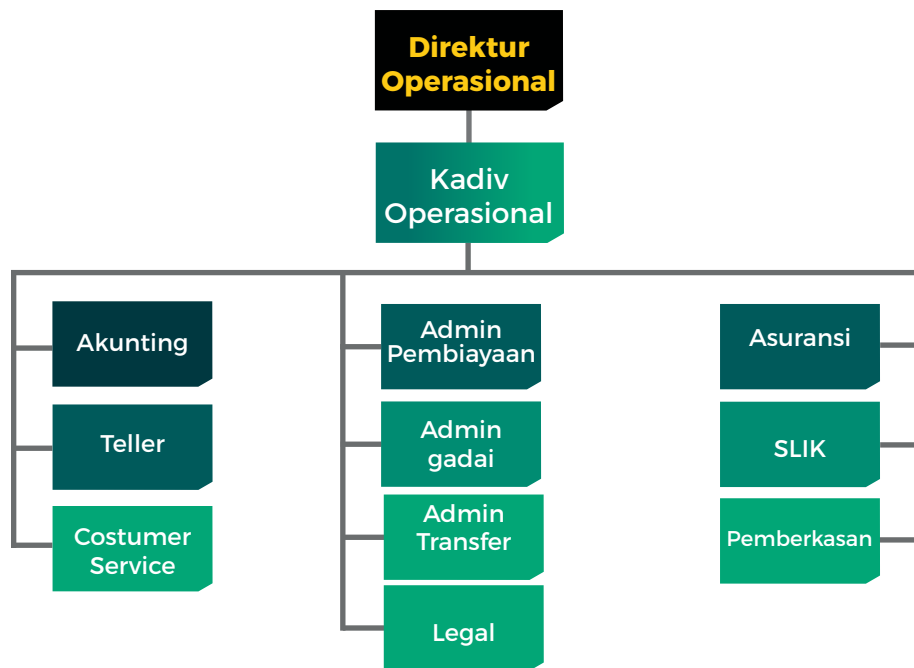 Direktur
Operasional
Kadiv
Operasional
Akunting
Teller
Costumer
Service
Admin
Pembiayaan
Admin
gadai
Admin
Transfer
Legal
Asuransi
SLIK
Pemberkasan